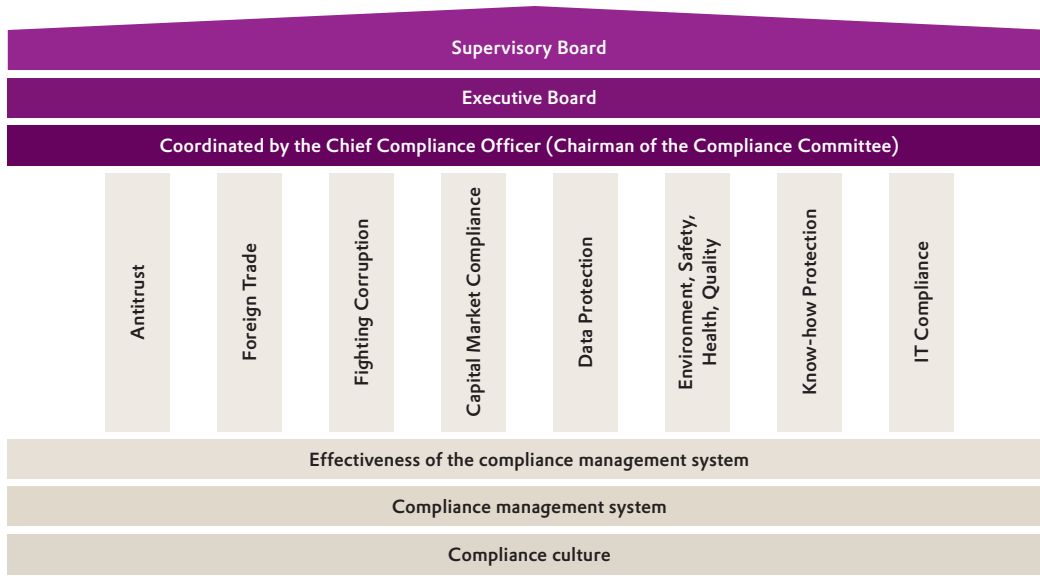 Supervisory Board
Executive Board
Coordinated by the Chief Compliance Officer (Chairman of the Compliance Committee)
Antitrust
Foreign Trade
Fighting Corruption
Capital Market Compliance
Data Protection
Environment, Safety,
Health, Quality
Know-how Protection
IT Compliance
Effectiveness of the compliance management system
Compliance management system
Compliance culture